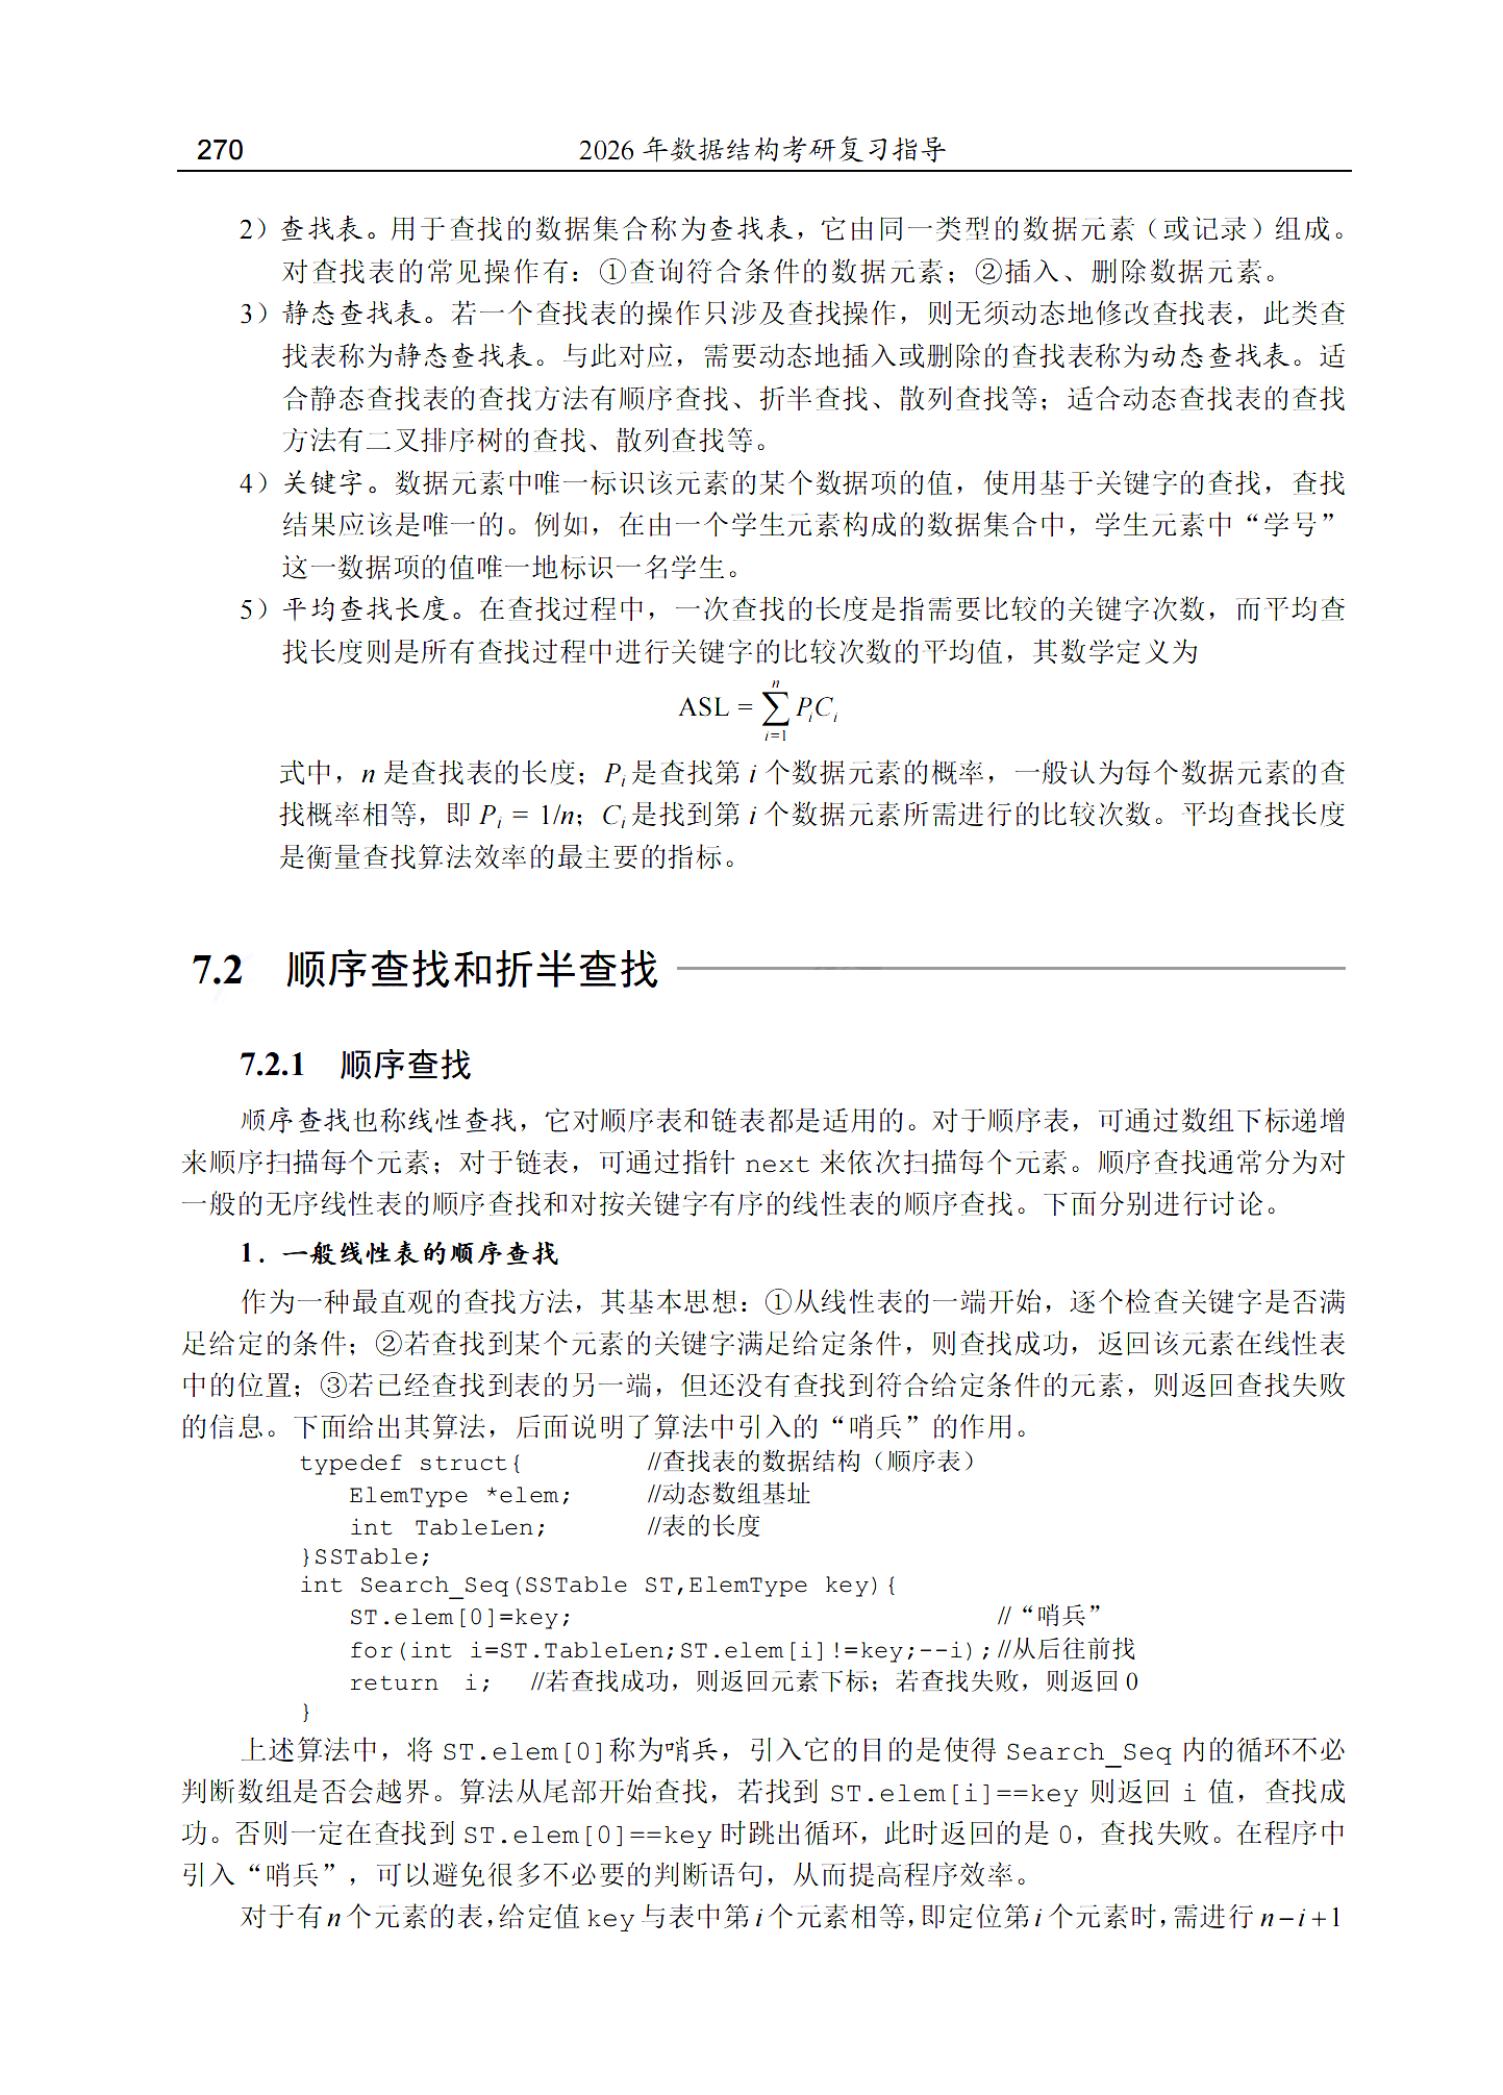 270 2026 年数据结构考研复习指导
2）查找表。用于查找的数据集合称为查找表，它由同一类型的数据元素（或记录）组成。
对查找表的常见操作有：①查询符合条件的数据元素；②插入、删除数据元素。
3）静态查找表。若一个查找表的操作只涉及查找操作，则无须动态地修改查找表，此类查
找表称为静态查找表。与此对应，需要动态地插入或删除的查找表称为动态查找表。适
合静态查找表的查找方法有顺序查找、折半查找、散列查找等；适合动态查找表的查找
方法有二叉排序树的查找、散列查找等。
4）关键字。数据元素中唯一标识该元素的某个数据项的值，使用基于关键字的查找，查找
结果应该是唯一的。例如，在由一个学生元素构成的数据集合中，学生元素中“学号”
这一数据项的值唯一地标识一名学生。
5）平均查找长度。在查找过程中，一次查找的长度是指需要比较的关键字次数，而平均查
找长度则是所有查找过程中进行关键字的比较次数的平均值，其数学定义为
ASL = ∑_{i=1}^{n} P_i C_i
式中，n 是查找表的长度；P_i 是查找第 i 个数据元素的概率，一般认为每个数据元素的查
找概率相等，即 P_i = 1/n；C_i 是找到第 i 个数据元素所需进行的比较次数。平均查找长度
是衡量查找算法效率的最主要的指标。
7.2 顺序查找和折半查找
7.2.1 顺序查找
顺序查找也称线性查找，它对顺序表和链表都是适用的。对于顺序表，可通过数组下标递增
来顺序扫描每个元素；对于链表，可通过指针 next 来依次扫描每个元素。顺序查找通常分为对
一般的无序线性表的顺序查找和对按关键字有序的线性表的顺序查找。下面分别进行讨论。
1．一般线性表的顺序查找
作为一种最直观的查找方法，其基本思想：①从线性表的一端开始，逐个检查关键字是否满
足给定的条件；②若查找到某个元素的关键字满足给定条件，则查找成功，返回该元素在线性表
中的位置；③若已经查找到表的另一端，但还没有查找到符合给定条件的元素，则返回查找失败
的信息。下面给出其算法，后面说明了算法中引入的“哨兵”的作用。
typedef struct{ //查找表的数据结构（顺序表）
ElemType *elem; //动态数组基址
int TableLen; //表的长度
}SSTable;
int Search_Seq(SSTable ST,ElemType key){
ST.elem[0]=key; //“哨兵”
for(int i=ST.TableLen;ST.elem[i]!=key;--i);//从后往前找
return i; //若查找成功，则返回元素下标；若查找失败，则返回 0
}
上述算法中，将 ST.elem[0]称为哨兵，引入它的目的是使得 Search_Seq 内的循环不必
判断数组是否会越界。算法从尾部开始查找，若找到 ST.elem[i]==key 则返回 i 值，查找成
功。否则一定在查找到 ST.elem[0]==key 时跳出循环，此时返回的是 0，查找失败。在程序中
引入“哨兵”，可以避免很多不必要的判断语句，从而提高程序效率。
对于有 n 个元素的表，给定值 key 与表中第 i 个元素相等，即定位第 i 个元素时，需进行 n−i+1